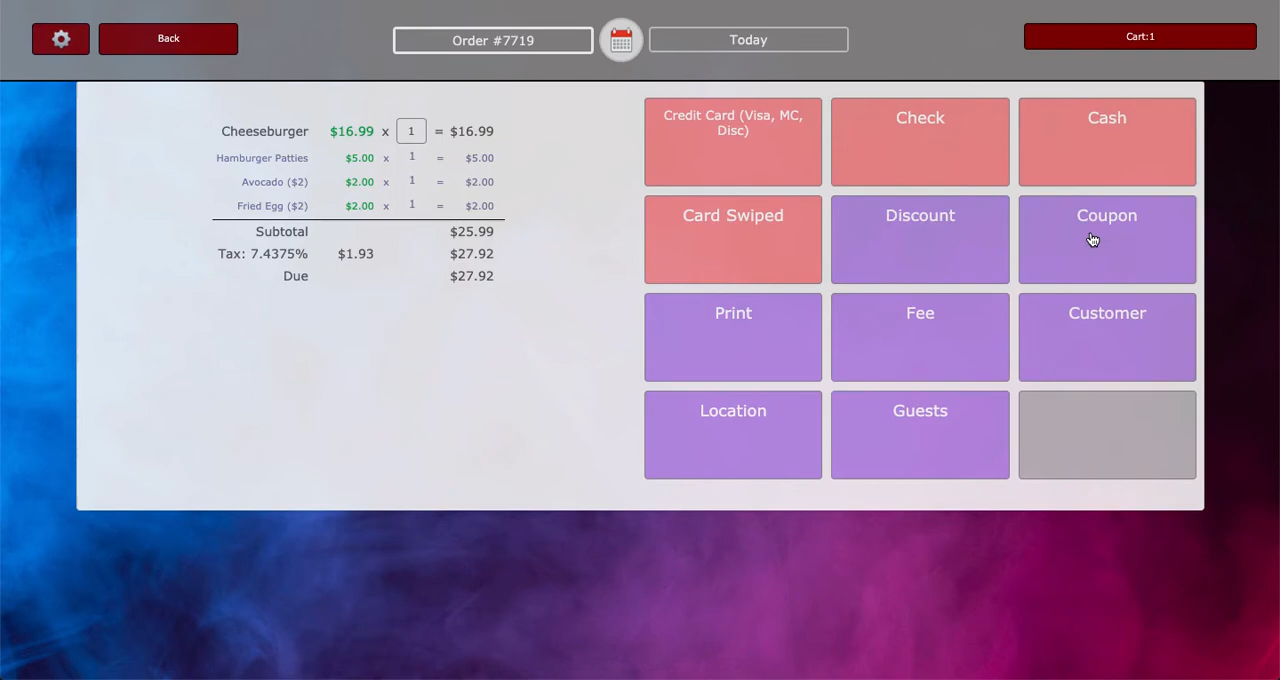 Back
Order #7719
Today
Cart:1
Cheeseburger $16.99 x 1 = $16.99
Hamburger Patties $5.00 x 1 = $5.00
Avocado ($2) $2.00 x 1 = $2.00
Fried Egg ($2) $2.00 x 1 = $2.00
Subtotal $25.99
Tax: 7.4375% $1.93 $27.92
Due $27.92
Credit Card (Visa, MC,
Disc)
Check
Cash
Card Swiped
Discount
Coupon
Print
Fee
Customer
Location
Guests